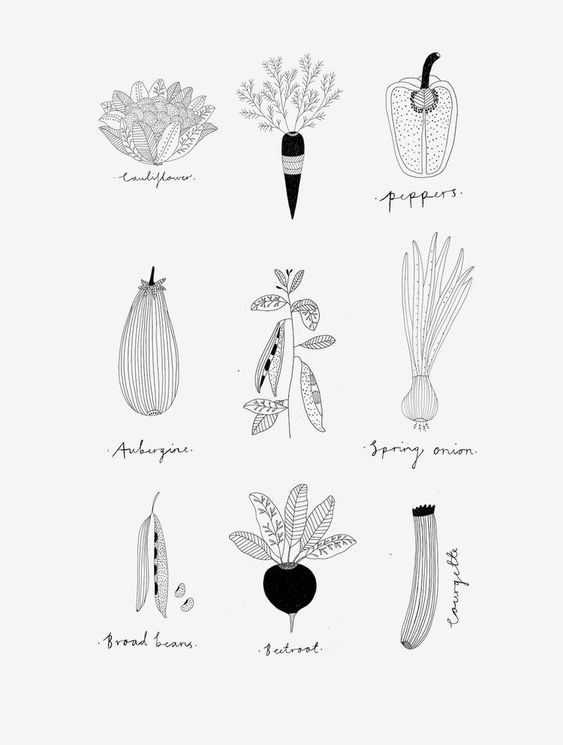 ·Cauliflower·
·peppers·
·Aubergine·
·Spring onion·
·Broad beans·
·Beetroot·
Courgette